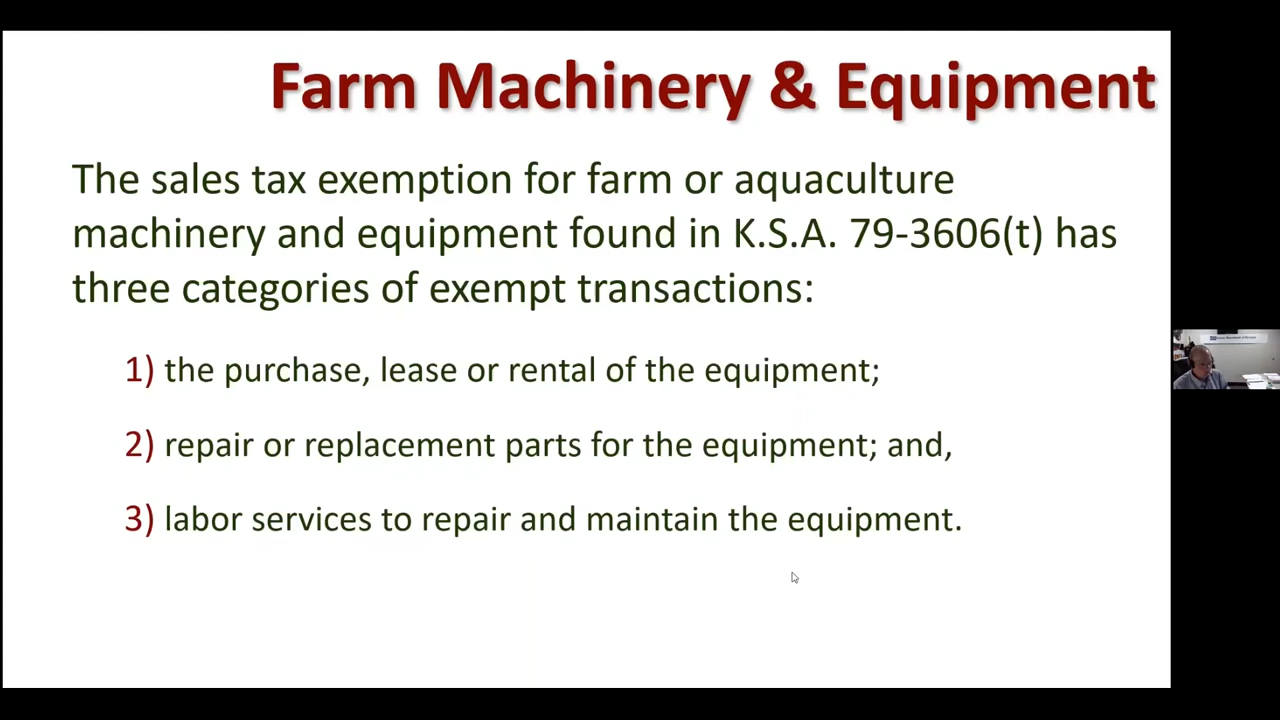 Farm Machinery & Equipment
The sales tax exemption for farm or aquaculture
machinery and equipment found in K.S.A. 79-3606(t) has
three categories of exempt transactions:
1) the purchase, lease or rental of the equipment;
2) repair or replacement parts for the equipment; and,
3) labor services to repair and maintain the equipment.